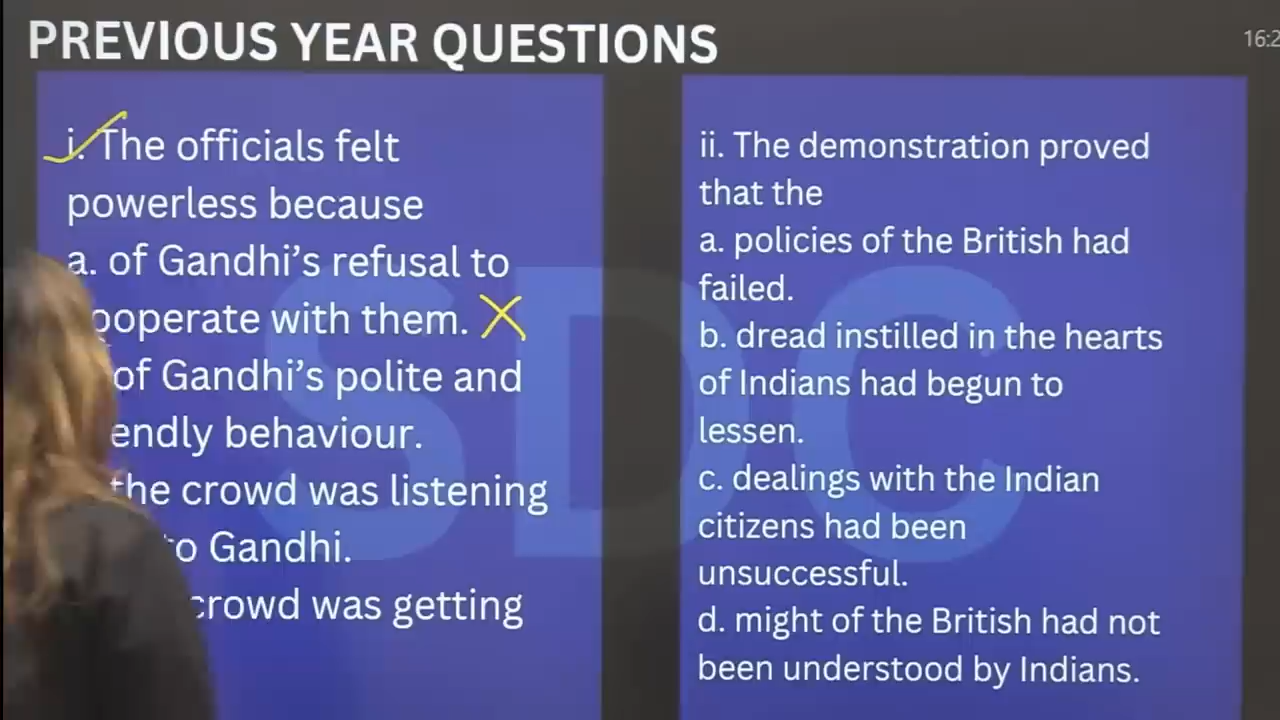 PREVIOUS YEAR QUESTIONS
16:2
i. The officials felt
powerless because
a. of Gandhi's refusal to
ooperate with them.
of Gandhi's polite and
endly behaviour.
the crowd was listening
to Gandhi.
crowd was getting
ii. The demonstration proved
that the
a. policies of the British had
failed.
b. dread instilled in the hearts
of Indians had begun to
lessen.
c. dealings with the Indian
citizens had been
unsuccessful.
d. might of the British had not
been understood by Indians.
SDC